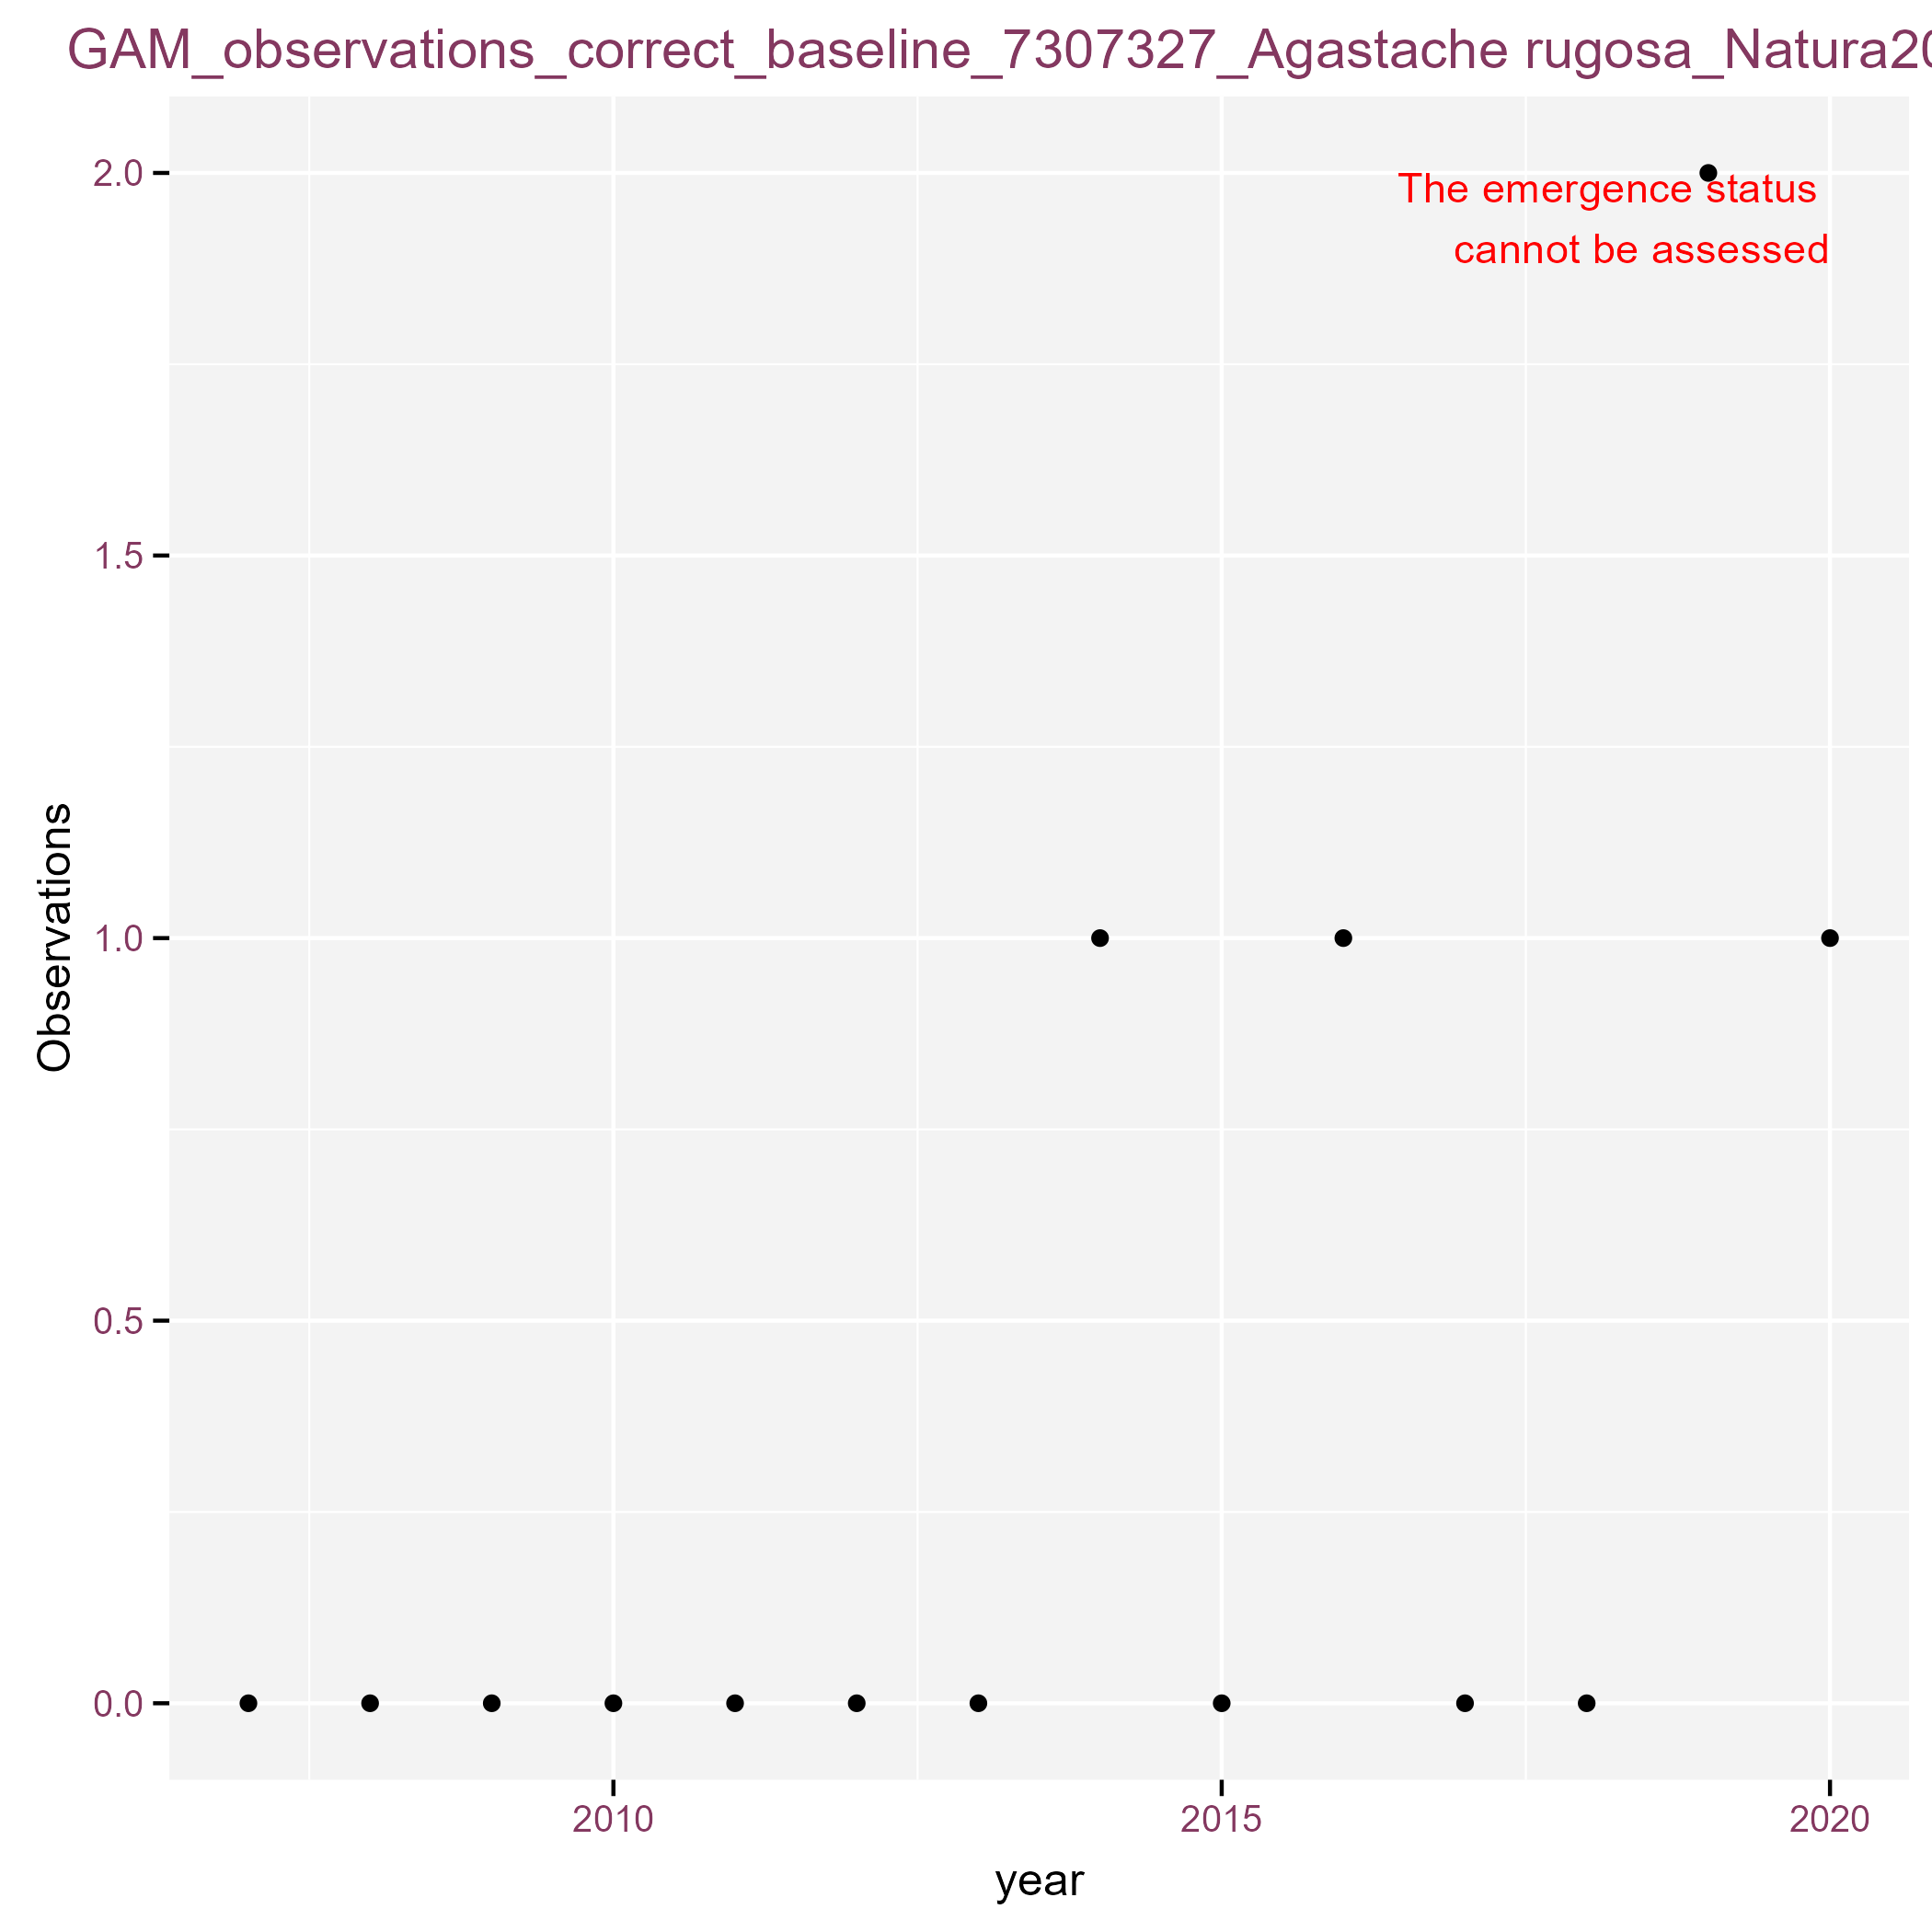 GAM_observations_correct_baseline_7307327_Agastache rugosa_Natura20
2.0
The emergence status
cannot be assessed
1.5
1.0
0.5
0.0
Observations
2010 2015 2020
year